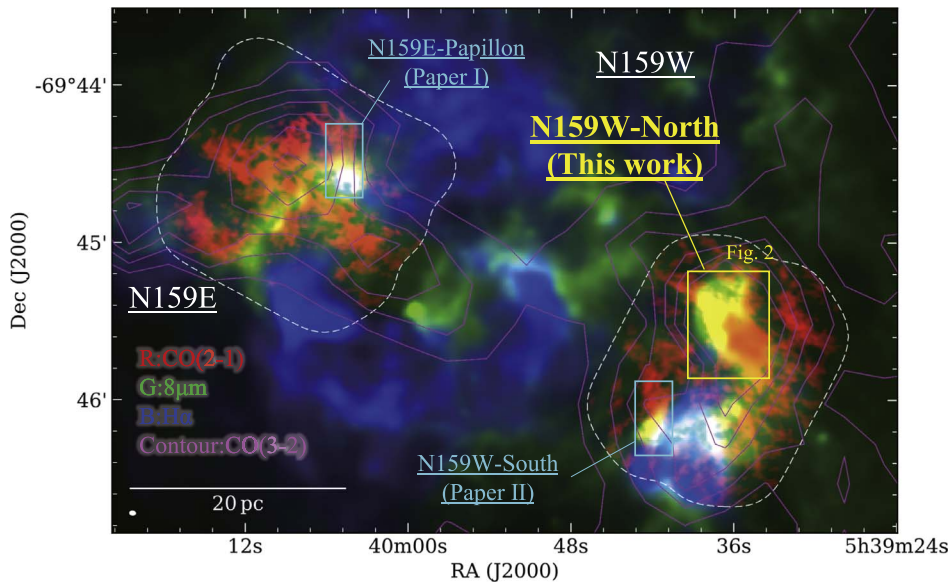 N159E-Papillon
(Paper I)
N159W
N159W-North
(This work)
Fig. 2
N159E
R:CO(2-1)
G:8μm
B:Hα
Contour:CO(3-2)
20 pc
N159W-South
(Paper II)
-69°44'
45'
46'
Dec (J2000)
12s
40m00s
48s
36s
5h39m24s
RA (J2000)